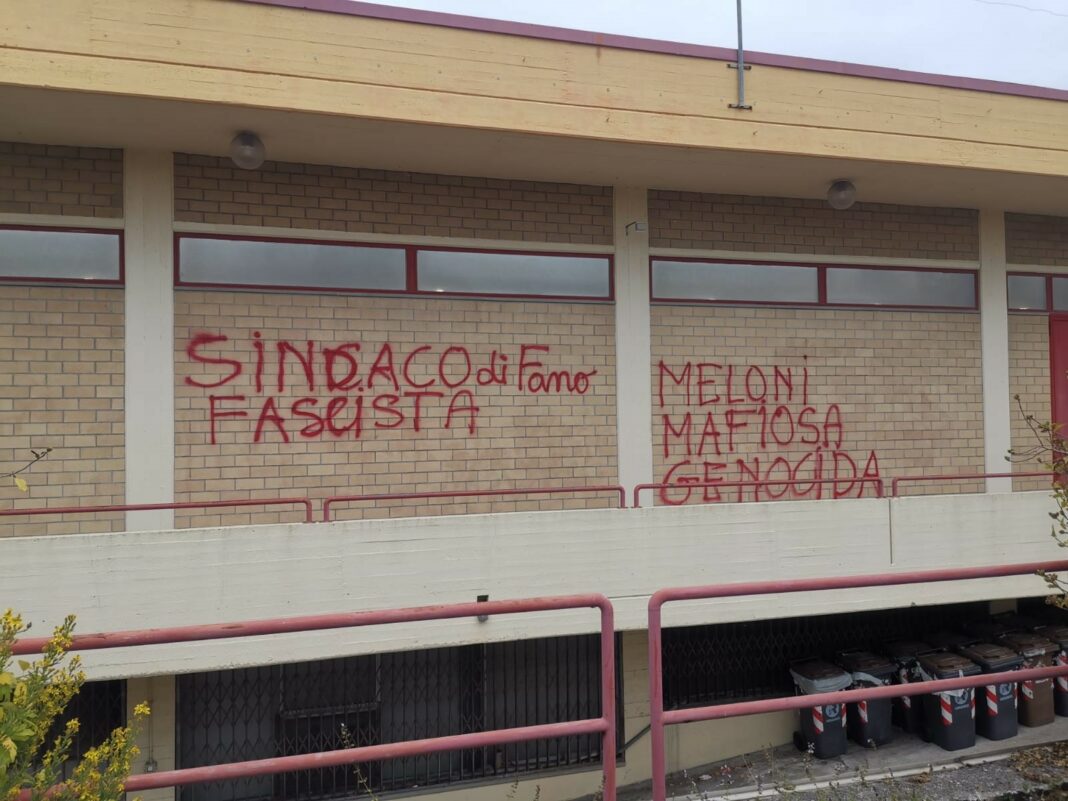 SINDACO di Fano
FASCISTA
MELONI
MAFIOSA
GENOCIDA